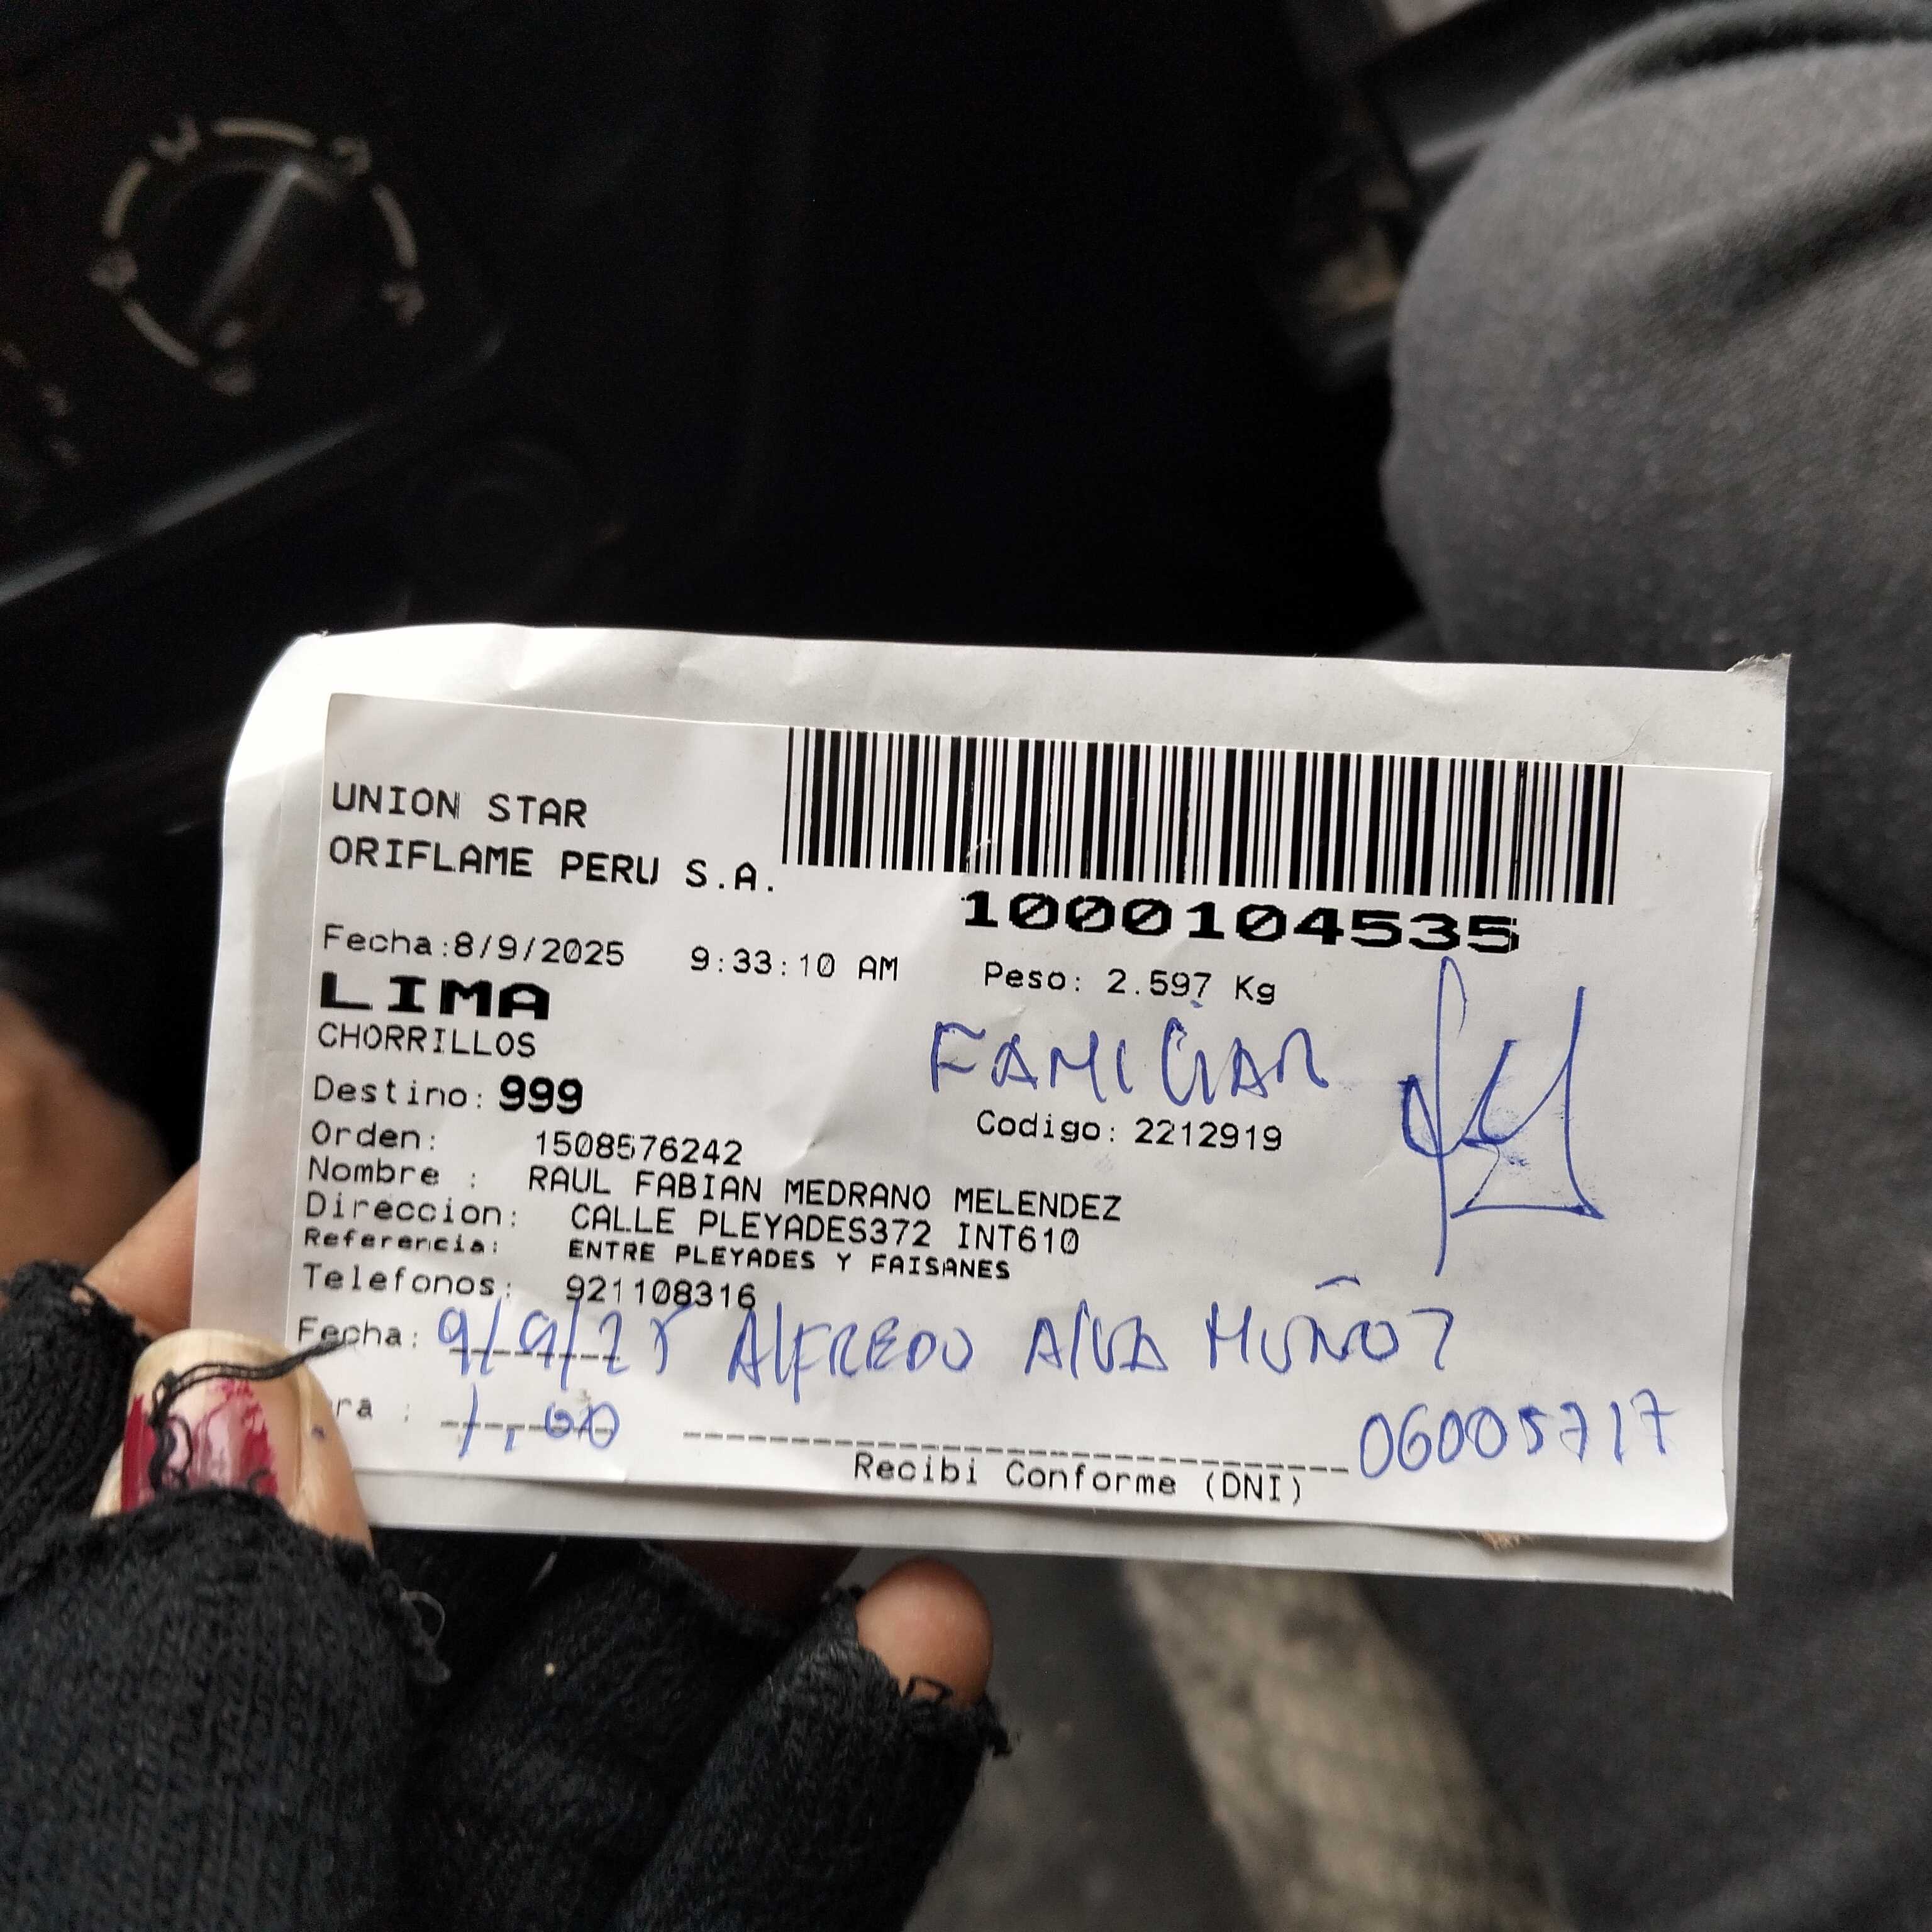 UNION STAR
ORIFLAME PERU S.A.
1000104535
Fecha:8/9/2025 9:33:10 AM
Peso: 2.597 Kg
LIMA
CHORRILLOS
FAMILIAR
Destino: 999
Codigo: 2212919
Orden: 1508576242
Nombre : RAUL FABIAN MEDRANO MELENDEZ
Direccion: CALLE PLEYADES372 INT610
Referencia: ENTRE PLEYADES Y FAISANES
Telefonos: 921108316
Fecha: 9/9/25 ALFREDO ALVA MUÑOZ
ra : 1:00
06005717
Recibi Conforme (DNI)